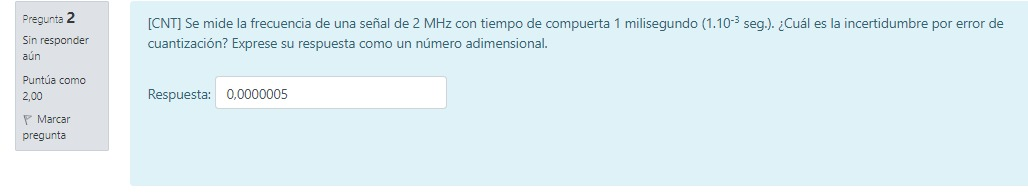 Pregunta 2
Sin responder
aún
Puntúa como
2,00
Marcar
pregunta
[CNT] Se mide la frecuencia de una señal de 2 MHz con tiempo de compuerta 1 milisegundo (1.10⁻³ seg.). ¿Cuál es la incertidumbre por error de
cuantización? Exprese su respuesta como un número adimensional.
Respuesta: 0,0000005